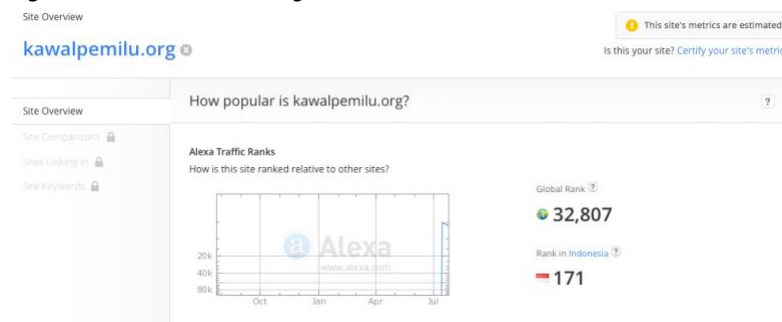 Site Overview
This site's metrics are estimated
kawalpemilu.org
Is this your site? Certify your site's
Site Overview
How popular is kawalpemilu.org?
?
Site Comparisons
Sites Linking in
Site Keywords
Alexa Traffic Ranks
How is this site ranked relative to other sites?
Global Rank ?
32,807
Rank in Indonesia ?
171
Alexa
www.alexa.com
20k
40k
80k
Oct Jan Apr Jul